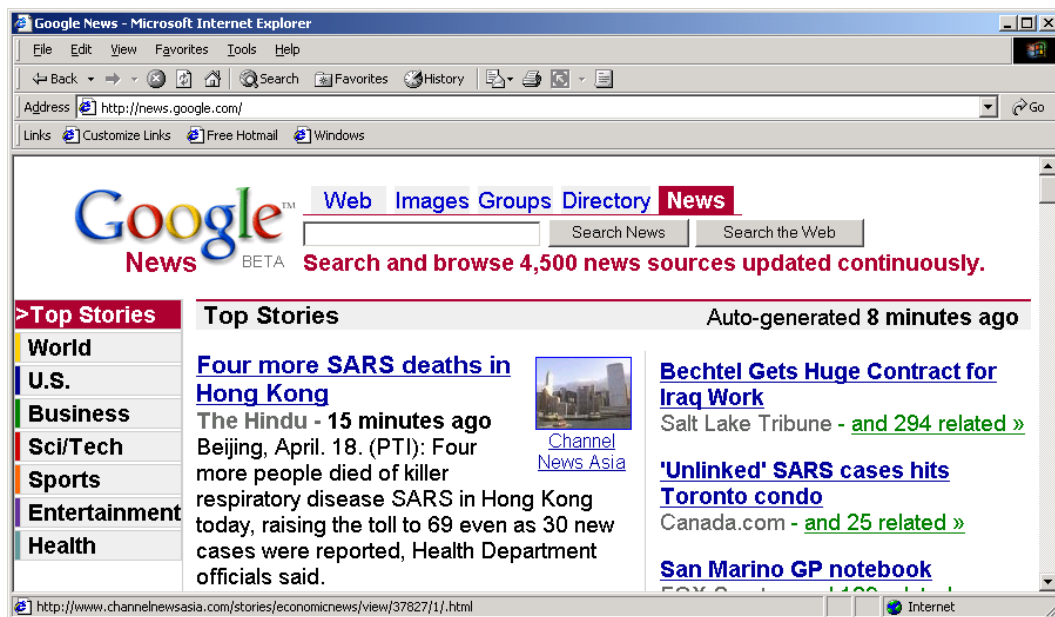 Google News - Microsoft Internet Explorer
File Edit View Favorites Tools Help
Back Search Favorites History
Address http://news.google.com/ Go
Links Customize Links Free Hotmail Windows
Google™
News BETA
Web Images Groups Directory News
Search News Search the Web
Search and browse 4,500 news sources updated continuously.
>Top Stories
World
U.S.
Business
Sci/Tech
Sports
Entertainment
Health
Top Stories Auto-generated 8 minutes ago
Four more SARS deaths in
Hong Kong
The Hindu - 15 minutes ago
Beijing, April. 18. (PTI): Four
more people died of killer
respiratory disease SARS in Hong Kong
today, raising the toll to 69 even as 30 new
cases were reported, Health Department
officials said.
Channel
News Asia
Bechtel Gets Huge Contract for
Iraq Work
Salt Lake Tribune - and 294 related »
'Unlinked' SARS cases hits
Toronto condo
Canada.com - and 25 related »
San Marino GP notebook
http://www.channelnewsasia.com/stories/economicnews/view/37827/1/.html Internet